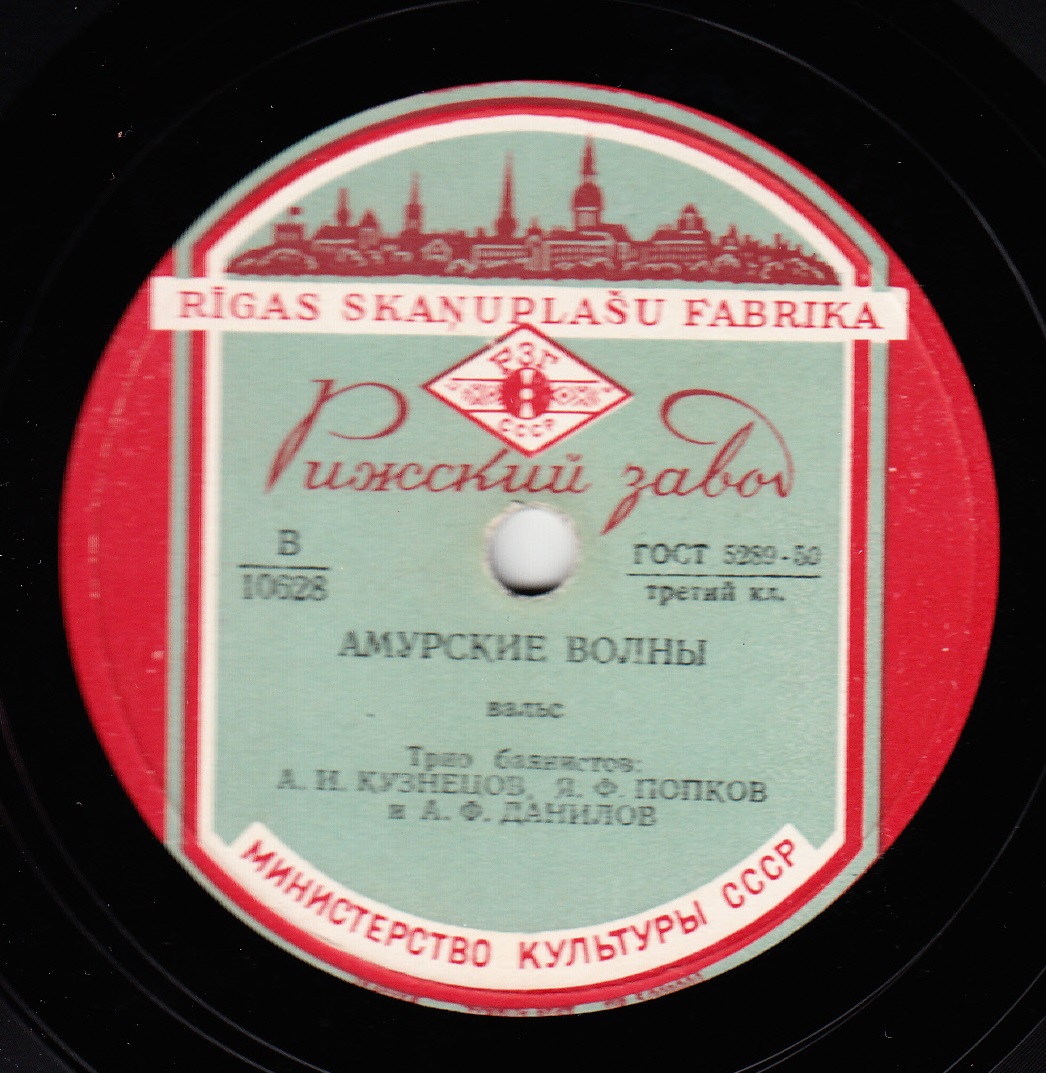 RĪGAS SKAŅUPLAŠU FABRIKA
РЗГ
СССР
Рижский завод
В
10628
ГОСТ 5289-50
третий кл.
АМУРСКИЕ ВОЛНЫ
вальс
Трио баянистов:
А. И. КУЗНЕЦОВ, Я. Ф. ПОПКОВ
и А. Ф. ДАНИЛОВ
МИНИСТЕРСТВО КУЛЬТУРЫ СССР